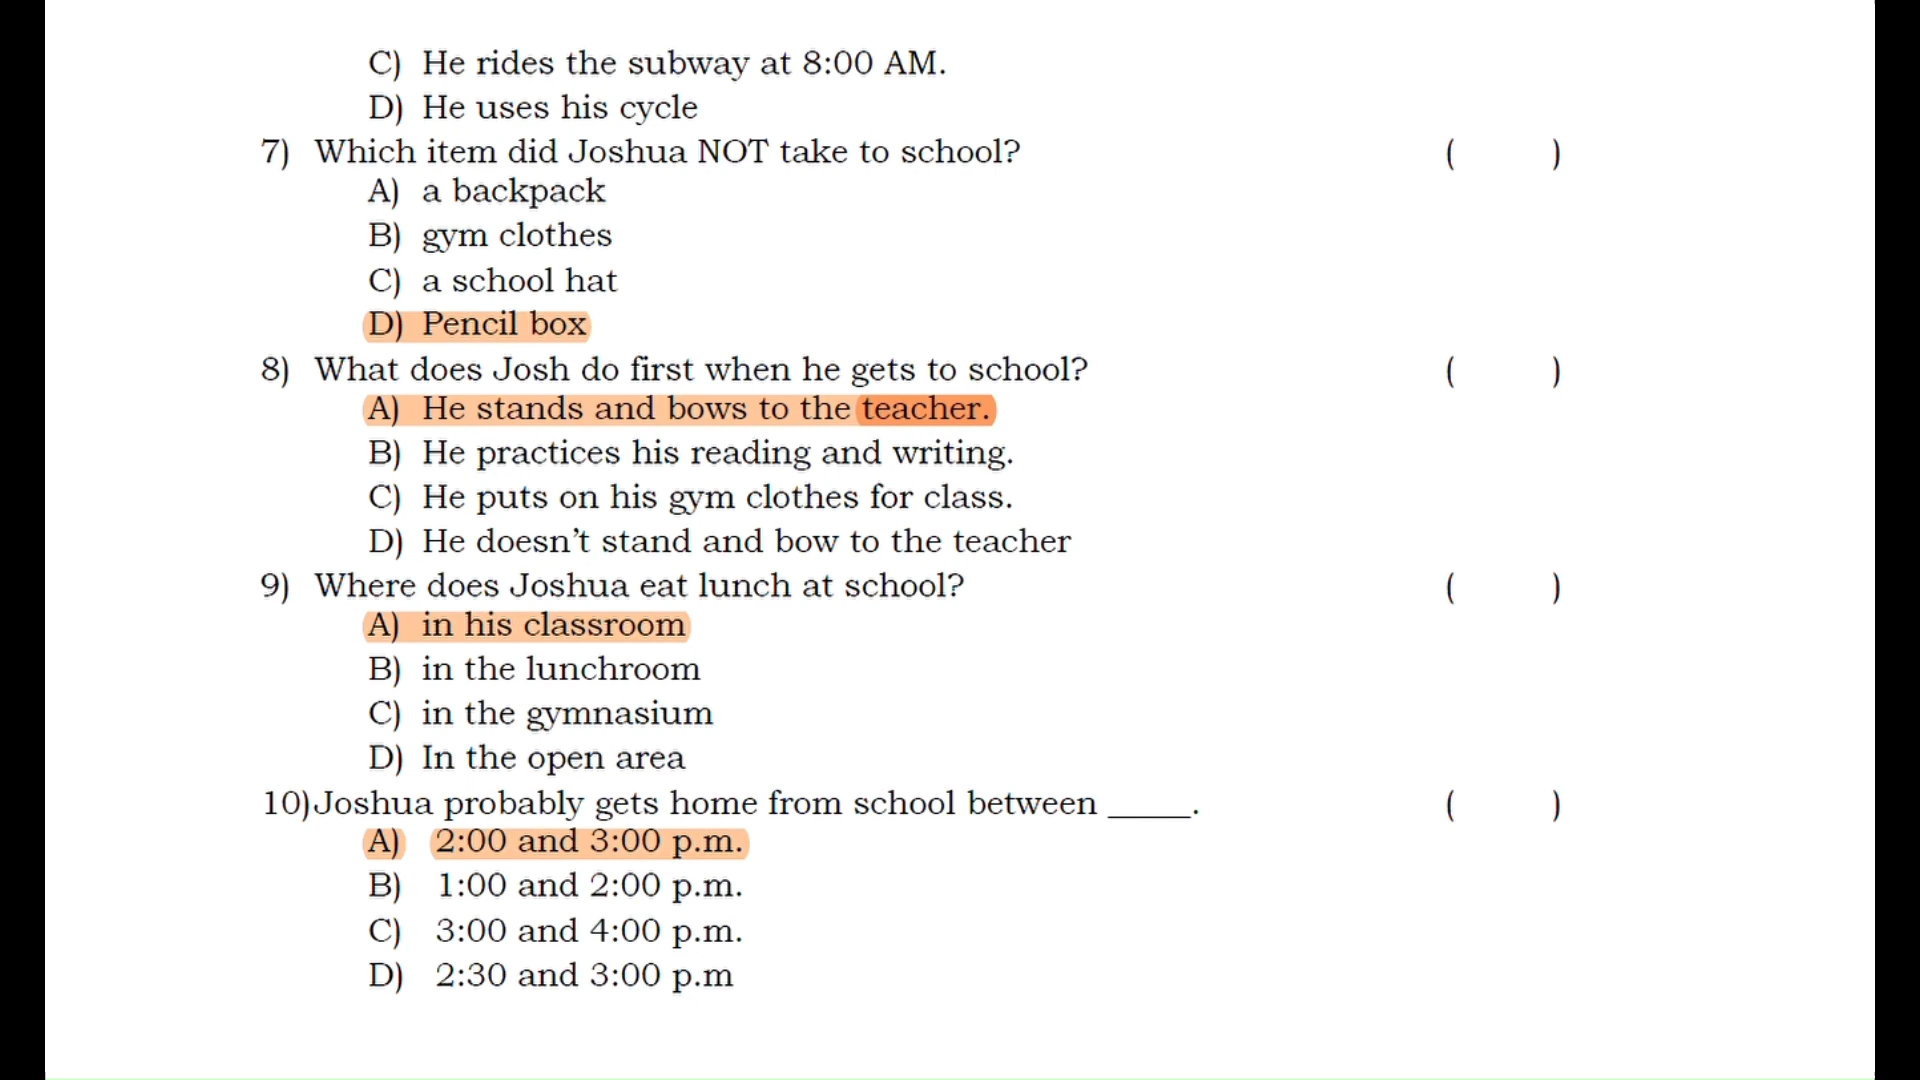 C) He rides the subway at 8:00 AM.
D) He uses his cycle
7) Which item did Joshua NOT take to school? ( )
A) a backpack
B) gym clothes
C) a school hat
D) Pencil box
8) What does Josh do first when he gets to school? ( )
A) He stands and bows to the teacher.
B) He practices his reading and writing.
C) He puts on his gym clothes for class.
D) He doesn’t stand and bow to the teacher
9) Where does Joshua eat lunch at school? ( )
A) in his classroom
B) in the lunchroom
C) in the gymnasium
D) In the open area
10)Joshua probably gets home from school between _____. ( )
A) 2:00 and 3:00 p.m.
B) 1:00 and 2:00 p.m.
C) 3:00 and 4:00 p.m.
D) 2:30 and 3:00 p.m